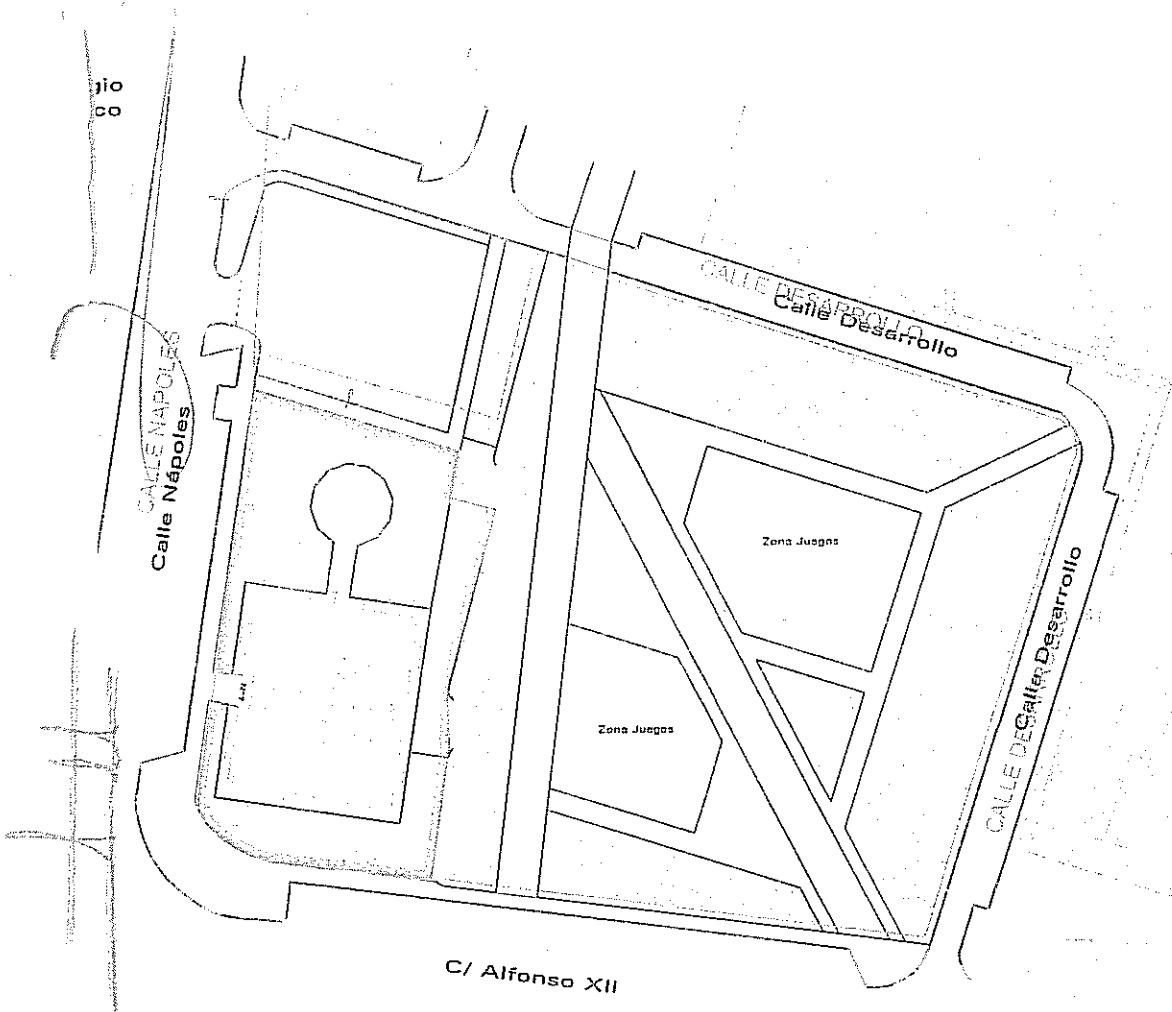 gio
co
CALLE DESARROLLO
Calle Desarrollo
CALLE NAPOLES
Calle Nápoles
Zona Juegos
Zona Juegos
Calle Desarrollo
CALLE DESARROLLO
C/ Alfonso XII